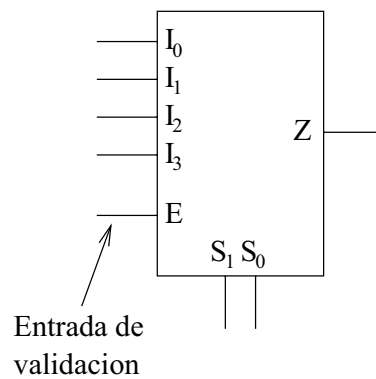 I0
I1
I2
I3
Z
E
S1 S0
Entrada de
validacion